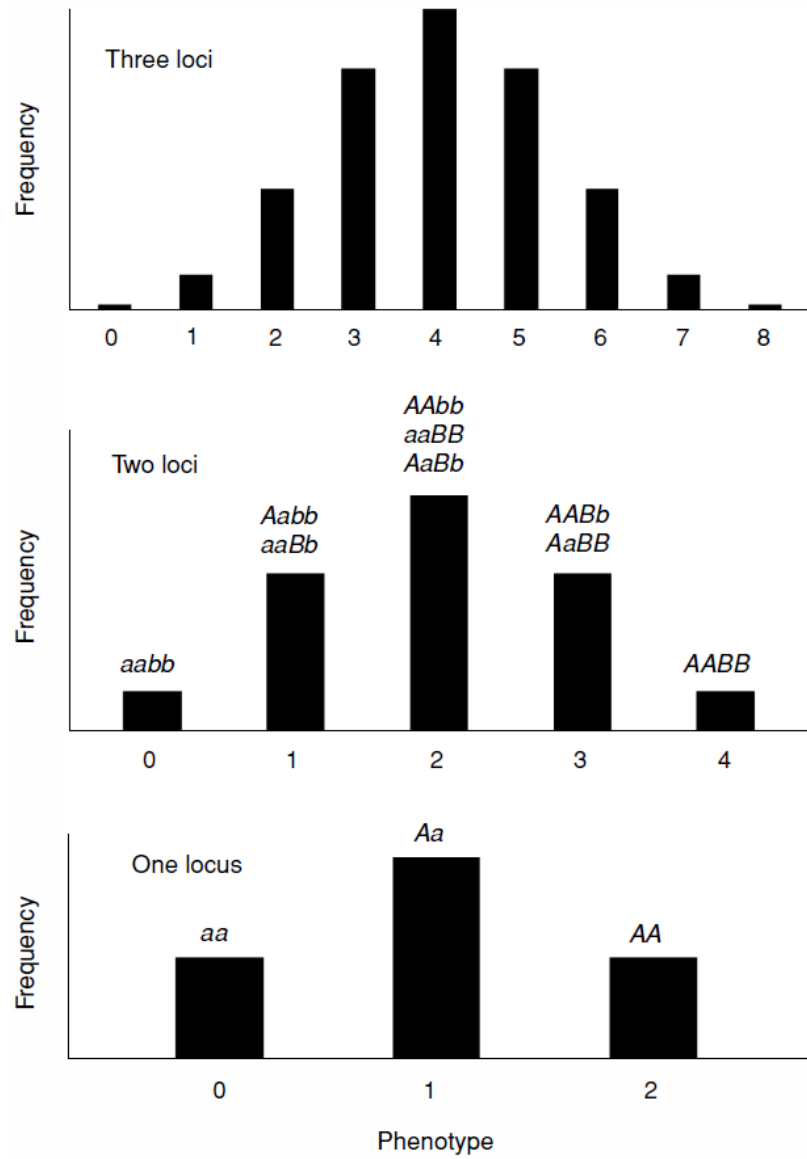 Three loci
Frequency
0 1 2 3 4 5 6 7 8
Two loci
Frequency
aabb
Aabb
aaBb
AAbb
aaBB
AaBb
AABb
AaBB
AABB
0 1 2 3 4
One locus
Frequency
aa
Aa
AA
0 1 2
Phenotype